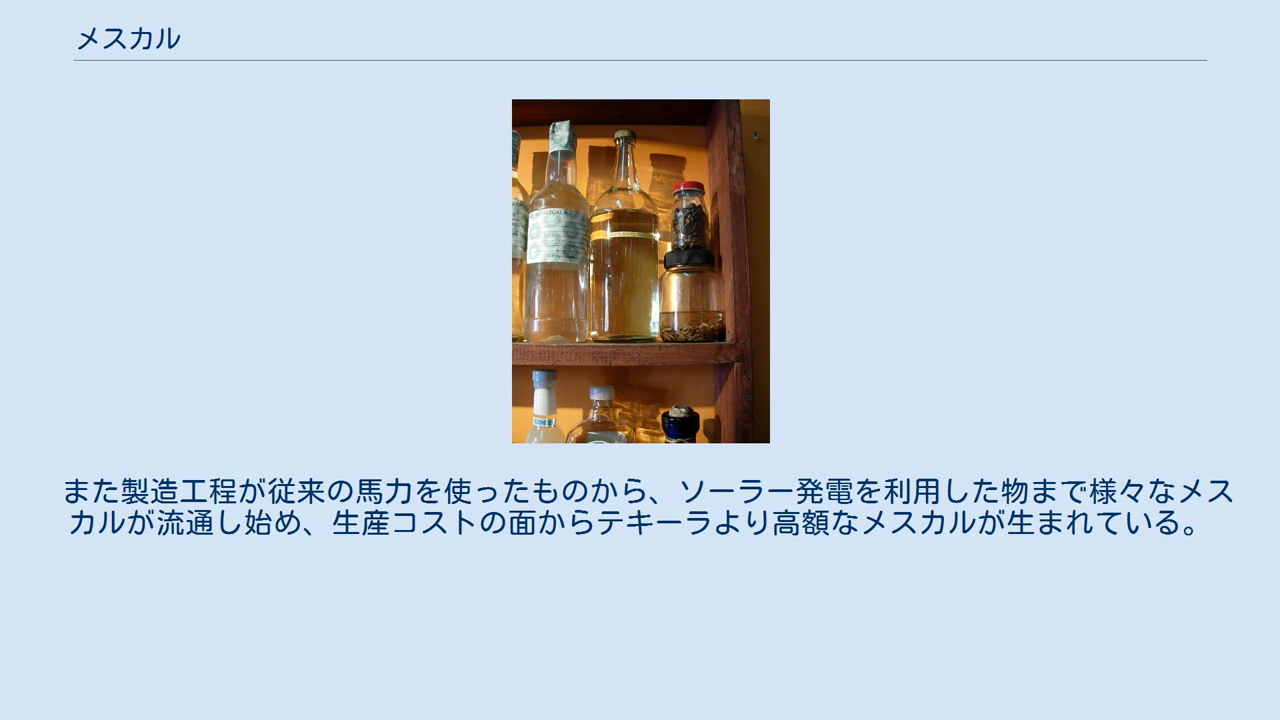 メスカル
また製造工程が従来の馬力を使ったものから、ソーラー発電を利用した物まで様々なメス
カルが流通し始め、生産コストの面からテキーラより高額なメスカルが生まれている。